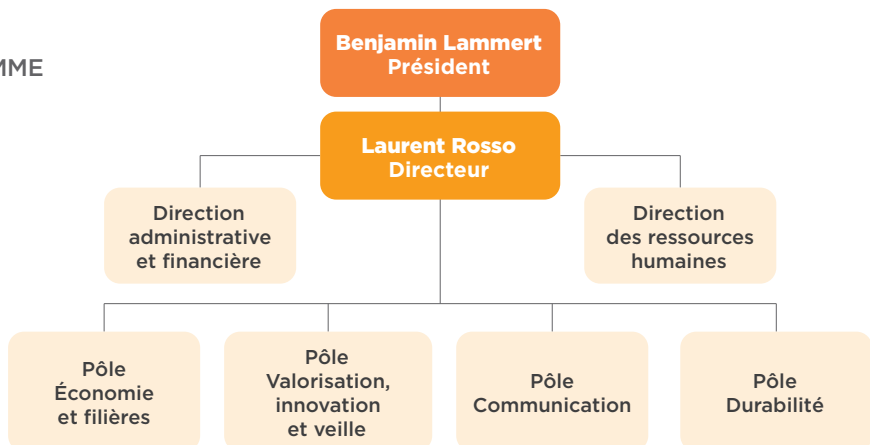 MME
Benjamin Lammert
Président
Laurent Rosso
Directeur
Direction
administrative
et financière
Direction
des ressources
humaines
Pôle
Économie
et filières
Pôle
Valorisation,
innovation
et veille
Pôle
Communication
Pôle
Durabilité